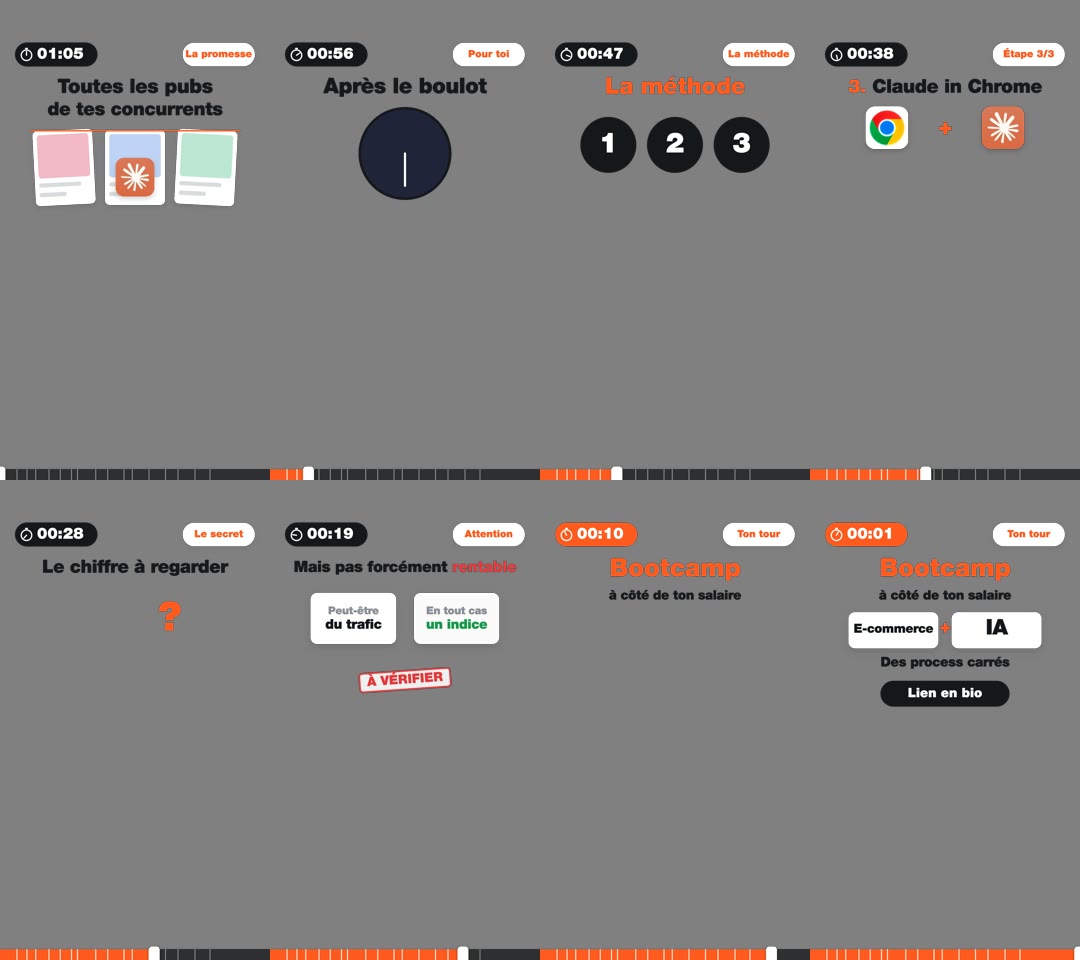 01:05
La promesse
Toutes les pubs
de tes concurrents
00:56
Pour toi
Après le boulot
00:47
La méthode
La méthode
1
2
3
00:38
Étape 3/3
3. Claude in Chrome
+
00:28
Le secret
Le chiffre à regarder
?
00:19
Attention
Mais pas forcément rentable
Peut-être
du trafic
En tout cas
un indice
À VÉRIFIER
00:10
Ton tour
Bootcamp
à côté de ton salaire
00:01
Ton tour
Bootcamp
à côté de ton salaire
E-commerce + IA
Des process carrés
Lien en bio